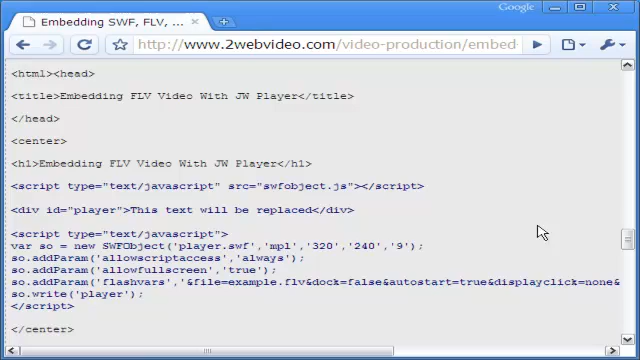 Google
Embedding SWF, FLV, ...
http://www.2webvideo.com/video-production/embed-
<html><head>
<title>Embedding FLV Video With JW Player</title>
</head>
<center>
<h1>Embedding FLV Video With JW Player</h1>
<script type="text/javascript" src="swfobject.js"></script>
<div id="player">This text will be replaced</div>
<script type="text/javascript">
var so = new SWFObject('player.swf','mpl','320','240','9');
so.addParam('allowscriptaccess','always');
so.addParam('allowfullscreen','true');
so.addParam('flashvars','&file=example.flv&dock=false&autostart=true&displayclick=none&
so.write('player');
</script>
</center>